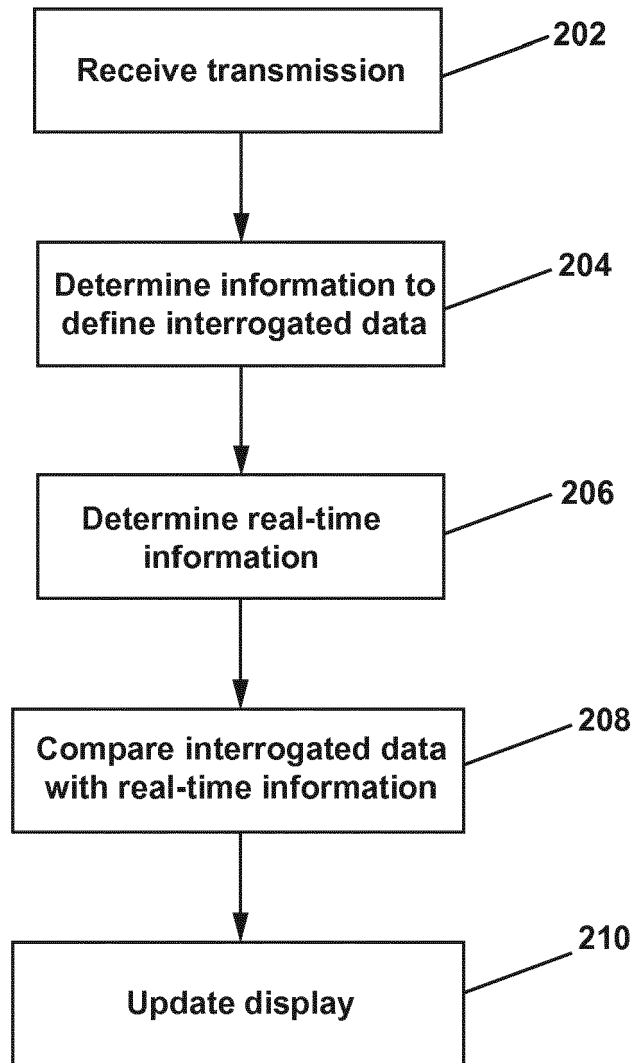 Receive transmission
202
Determine information to
define interrogated data
204
Determine real-time
information
206
Compare interrogated data
with real-time information
208
Update display
210